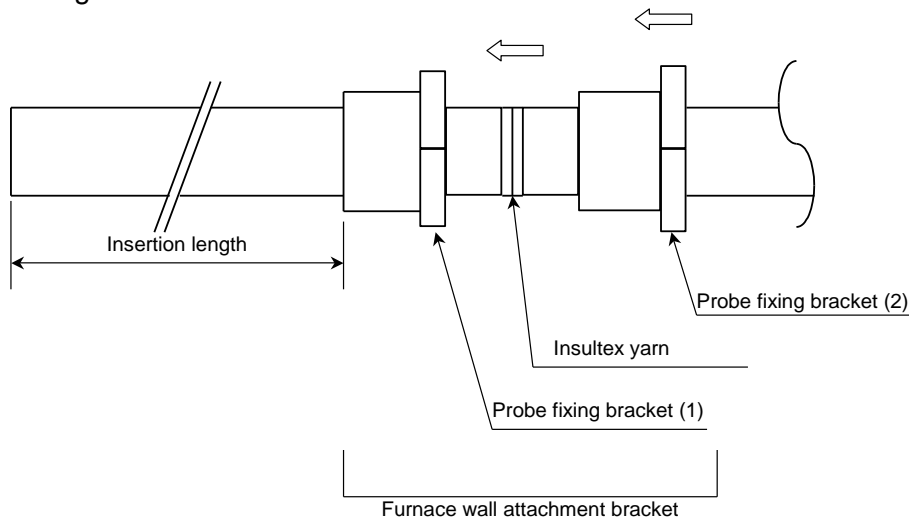 Insertion length
Probe fixing bracket (2)
Insultex yarn
Probe fixing bracket (1)
Furnace wall attachment bracket